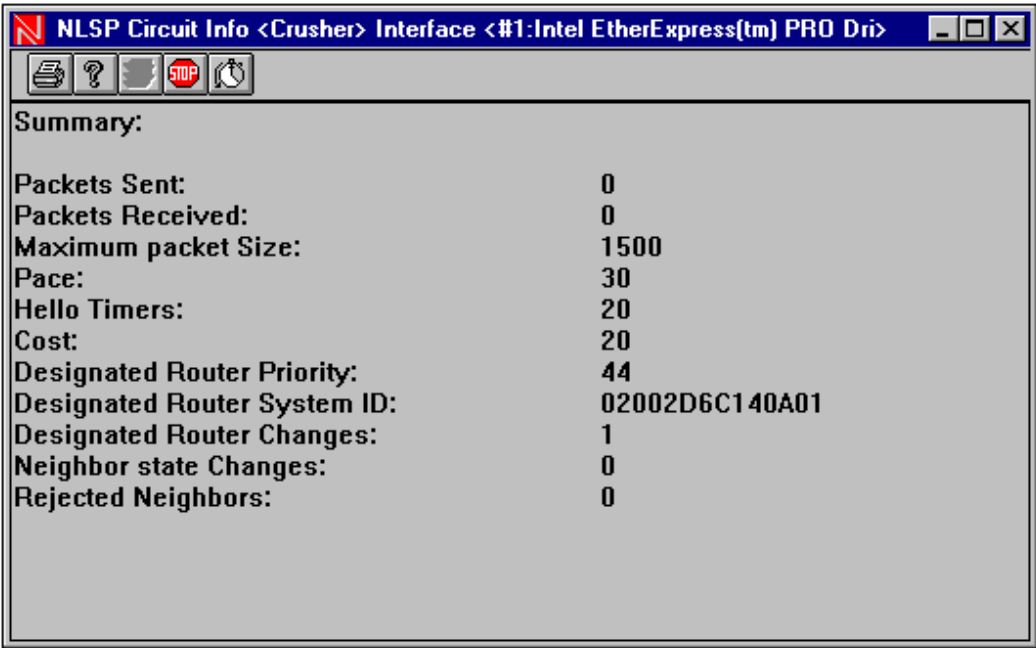 NLSP Circuit Info <Crusher> Interface <#1:Intel EtherExpress(tm) PRO Dri>
STOP
Summary:
Packets Sent: 0
Packets Received: 0
Maximum packet Size: 1500
Pace: 30
Hello Timers: 20
Cost: 20
Designated Router Priority: 44
Designated Router System ID: 02002D6C140A01
Designated Router Changes: 1
Neighbor state Changes: 0
Rejected Neighbors: 0